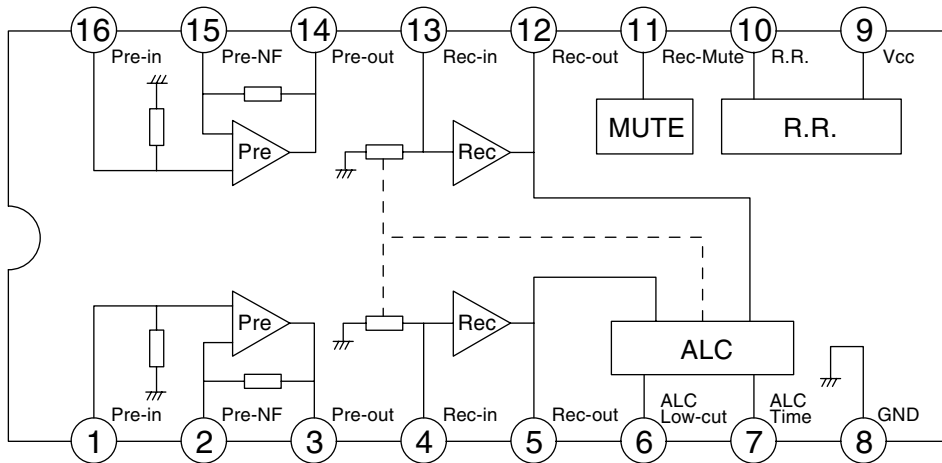 16 15 14 13 12 11 10 9
Pre-in Pre-NF Pre-out Rec-in Rec-out Rec-Mute R.R. Vcc
MUTE R.R.
Pre Rec
Pre Rec
ALC
Pre-in Pre-NF Pre-out Rec-in Rec-out ALC Low-cut ALC Time GND
1 2 3 4 5 6 7 8